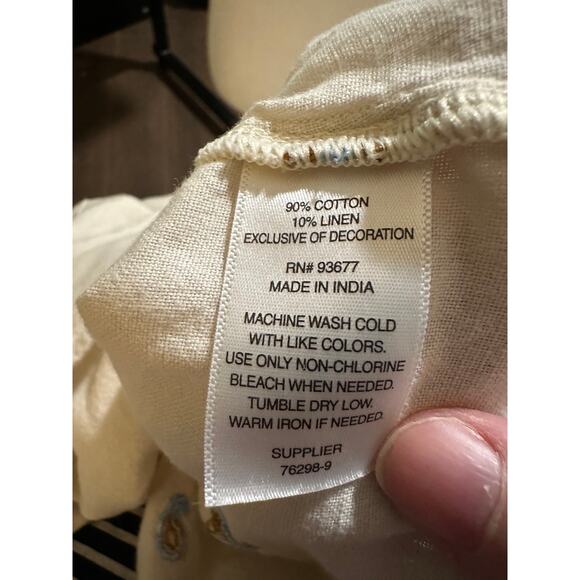 90% COTTON
10% LINEN
EXCLUSIVE OF DECORATION
RN# 93677
MADE IN INDIA
MACHINE WASH COLD
WITH LIKE COLORS.
USE ONLY NON-CHLORINE
BLEACH WHEN NEEDED.
TUMBLE DRY LOW.
WARM IRON IF NEEDED.
SUPPLIER
76298-9